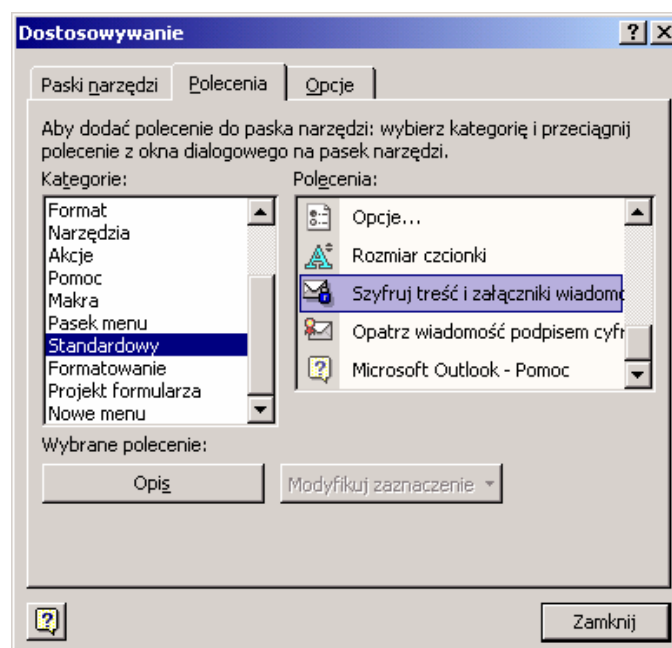 Dostosowywanie
Paski narzędzi
Polecenia
Opcje
Aby dodać polecenie do paska narzędzi: wybierz kategorię i przeciągnij
polecenie z okna dialogowego na pasek narzędzi.
Kategorie:
Format
Narzędzia
Akcje
Pomoc
Makra
Pasek menu
Standardowy
Formatowanie
Projekt formularza
Nowe menu
Polecenia:
Opcje...
Rozmiar czcionki
Szyfruj treść i załączniki wiadomo
Opatrz wiadomość podpisem cyfr
Microsoft Outlook - Pomoc
Wybrane polecenie:
Opis
Modyfikuj zaznaczenie
Zamknij